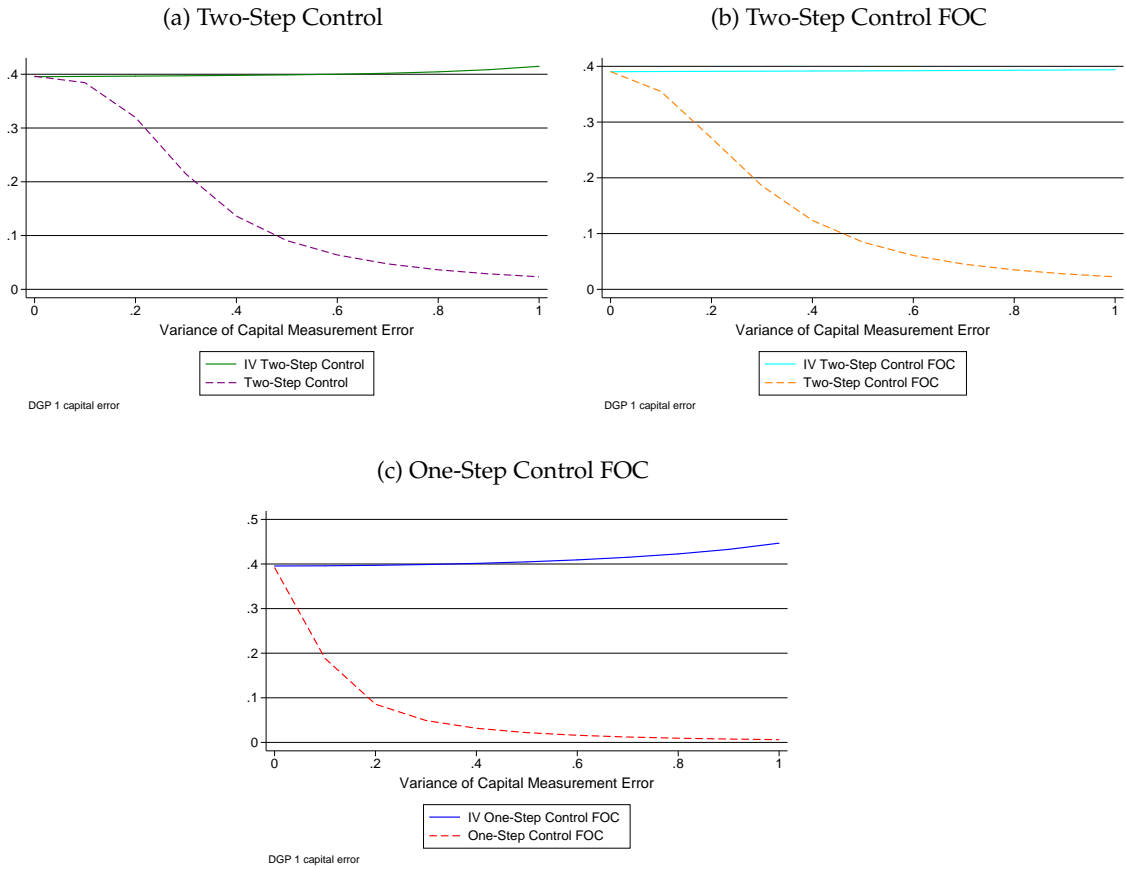 (a) Two-Step Control
.4
.3
.2
.1
0
0 .2 .4 .6 .8 1
Variance of Capital Measurement Error
IV Two-Step Control
Two-Step Control
DGP 1 capital error
(b) Two-Step Control FOC
.4
.3
.2
.1
0
0 .2 .4 .6 .8 1
Variance of Capital Measurement Error
IV Two-Step Control FOC
Two-Step Control FOC
DGP 1 capital error
(c) One-Step Control FOC
.5
.4
.3
.2
.1
0
0 .2 .4 .6 .8 1
Variance of Capital Measurement Error
IV One-Step Control FOC
One-Step Control FOC
DGP 1 capital error